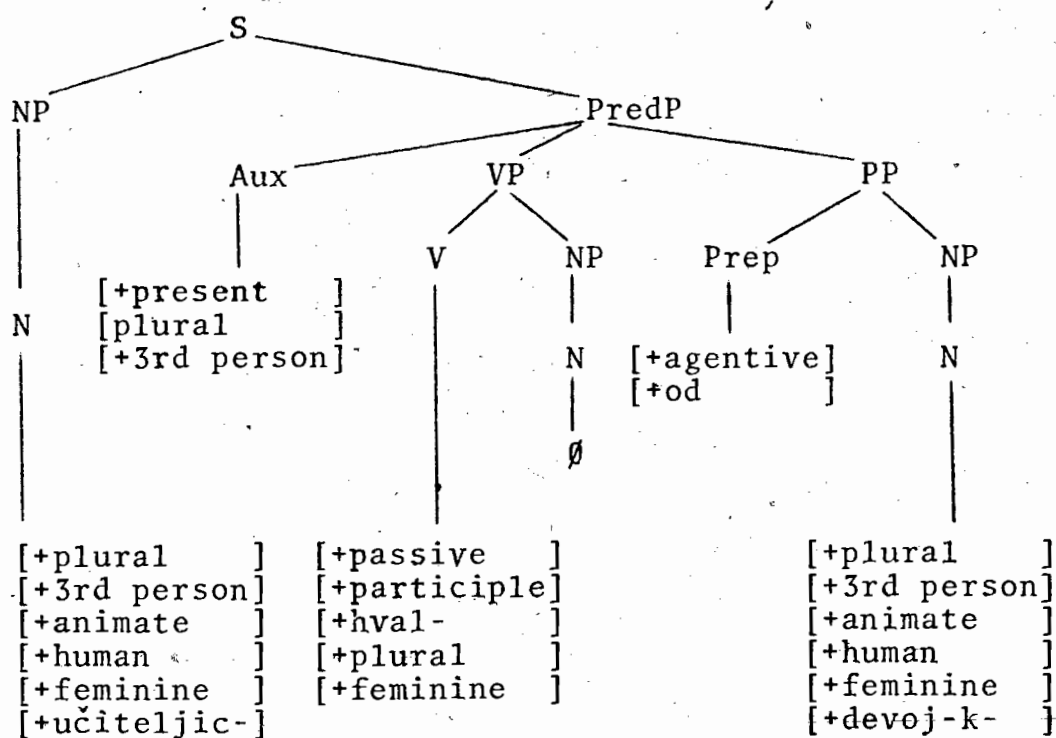 S
NP PredP
Aux VP PP
V NP Prep NP
[+present ]
N [plural ]
[+3rd person] N [+agentive] N
[+od ]
Ø
[+plural ] [+passive ] [+plural ]
[+3rd person] [+participle] [+3rd person]
[+animate ] [+hval- ] [+animate ]
[+human ] [+plural ] [+human ]
[+feminine ] [+feminine ] [+feminine ]
[+učiteljic-] [+devoj-k- ]